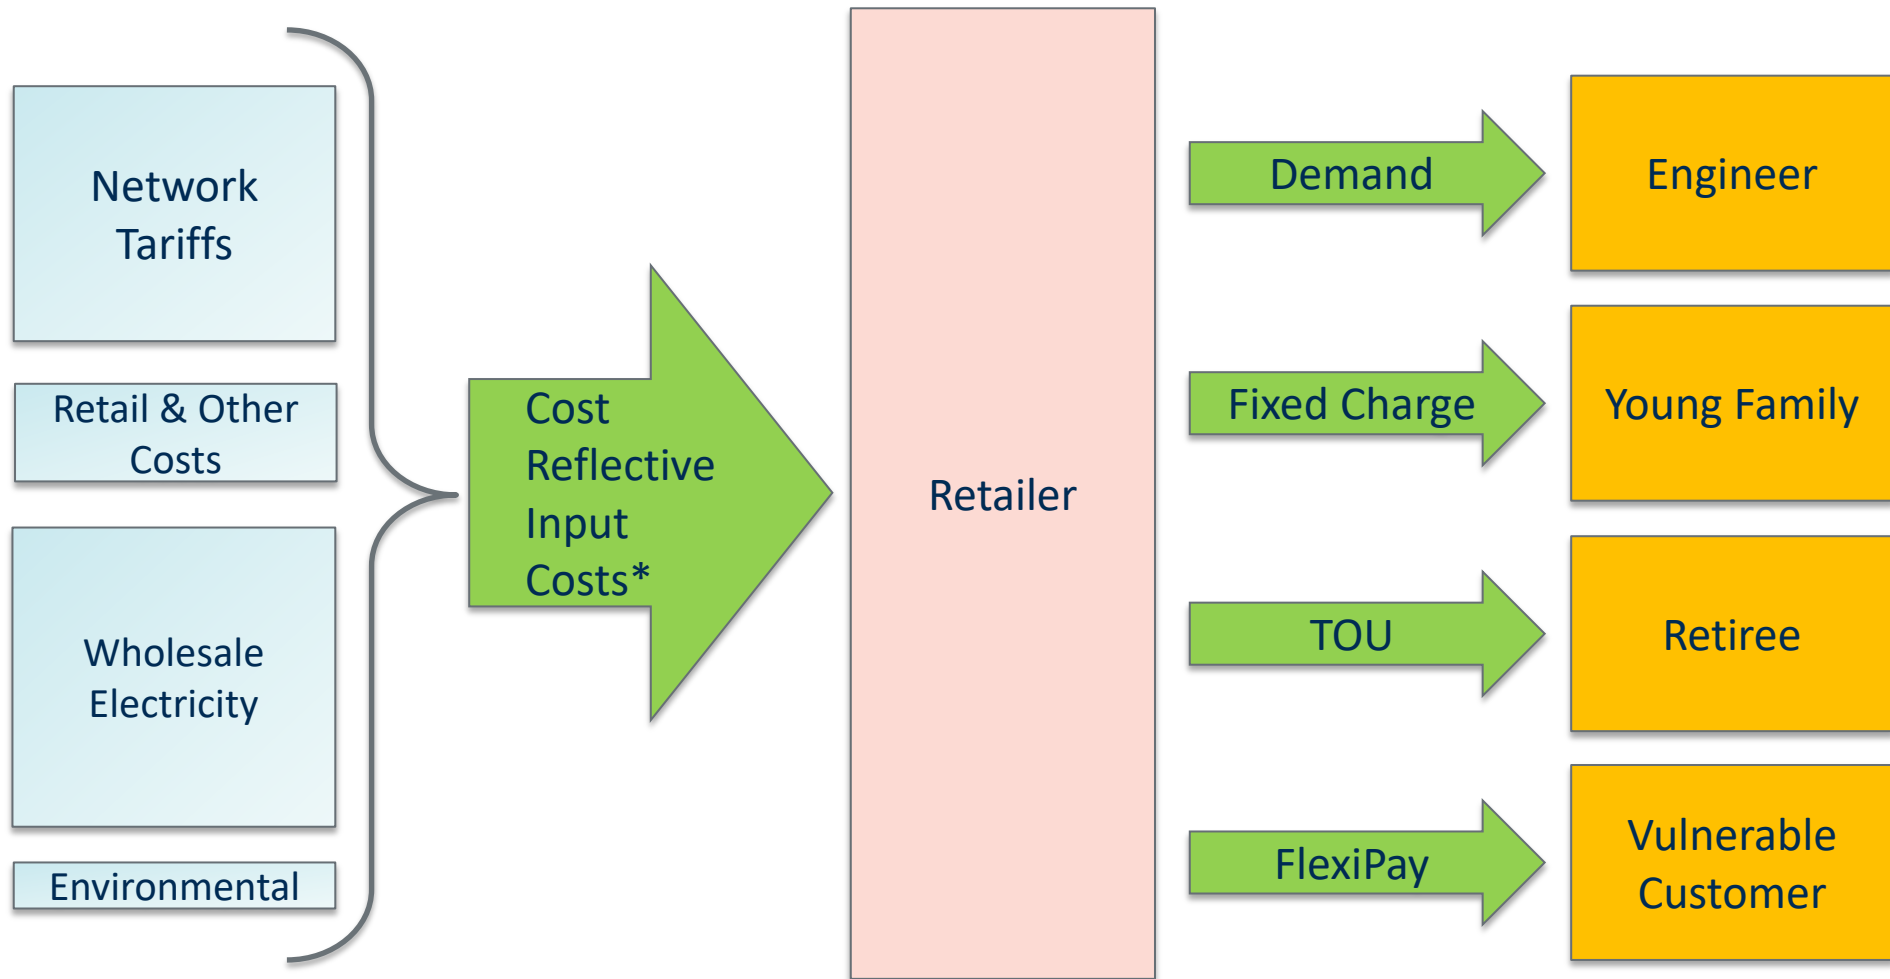 Network
Tariffs
Retail & Other
Costs
Wholesale
Electricity
Environmental
Cost
Reflective
Input
Costs*
Retailer
Demand
Engineer
Fixed Charge
Young Family
TOU
Retiree
FlexiPay
Vulnerable
Customer